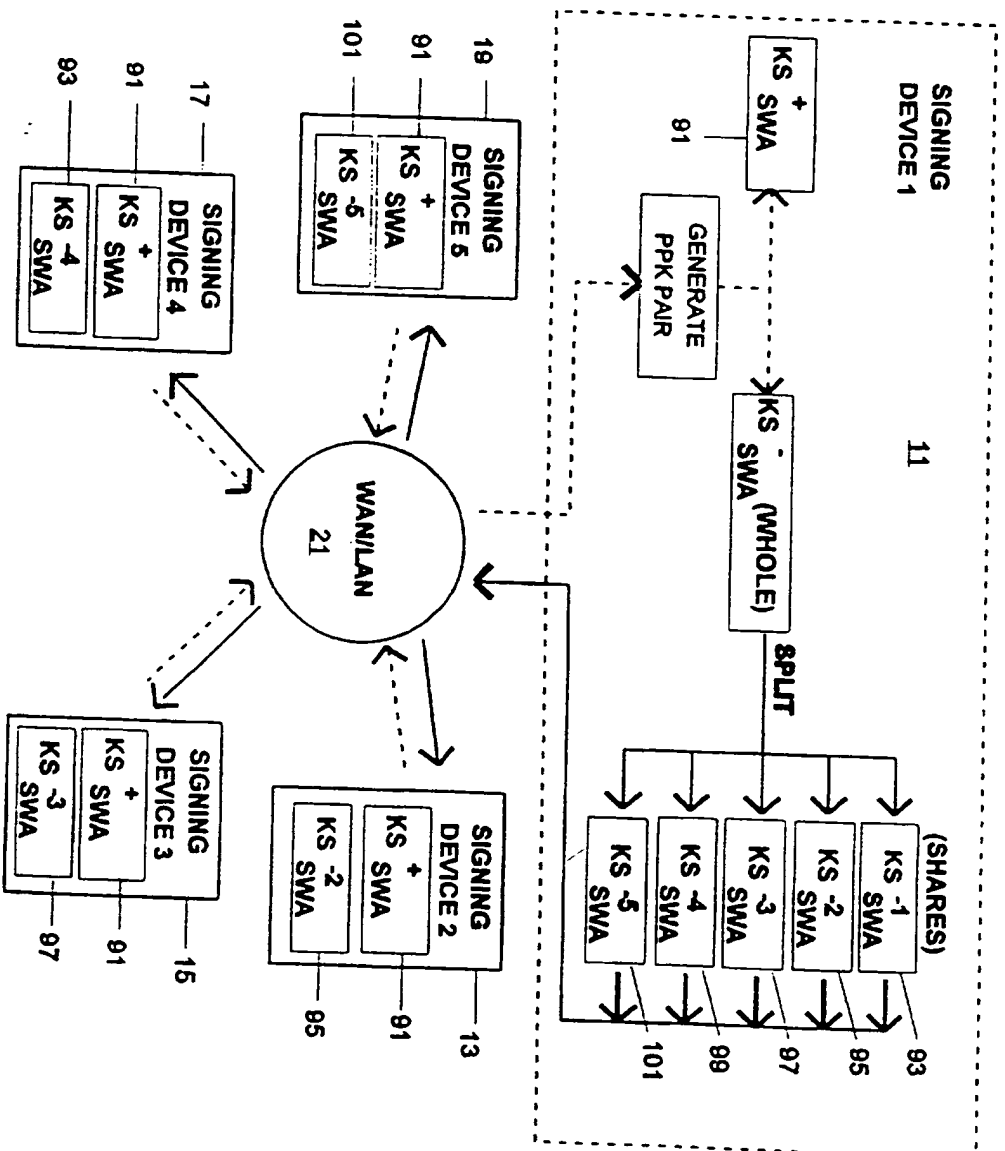 SIGNING
DEVICE 1
11
(SHARES)
KS +
SWA
91
GENERATE
PPK PAIR
KS -
SWA (WHOLE)
SPLIT
KS -1
SWA
93
KS -2
SWA
95
KS -3
SWA
97
KS -4
SWA
99
KS -5
SWA
101
19
91
101
SIGNING
DEVICE 5
KS +
SWA
KS -5
SWA
WAN/LAN
21
SIGNING
DEVICE 2
KS +
SWA
KS -2
SWA
13
91
95
17
91
93
SIGNING
DEVICE 4
KS +
SWA
KS -4
SWA
SIGNING
DEVICE 3
KS +
SWA
KS -3
SWA
15
91
97